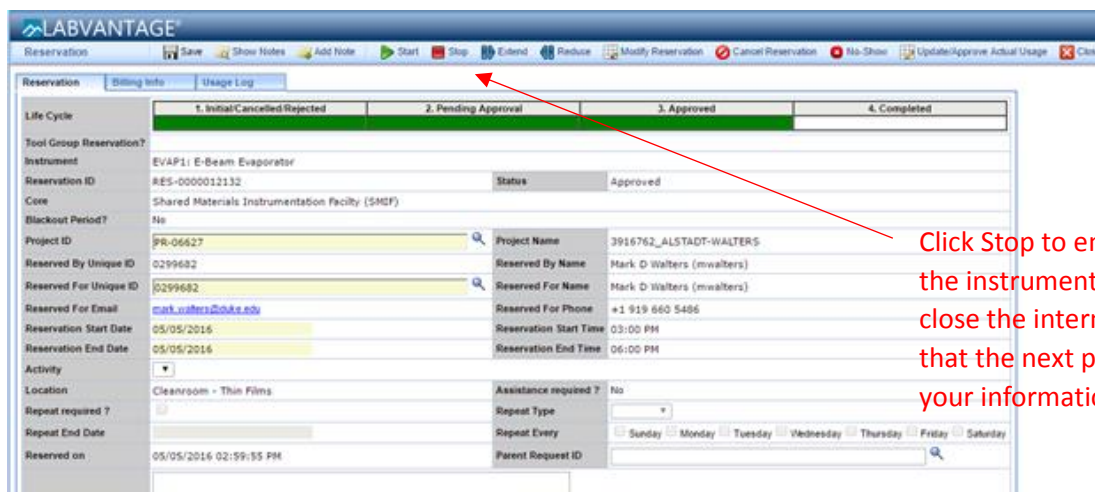 LABVANTAGE
Reservation Save Show Notes Add Note Start Stop Extend Reduce Modify Reservation Cancel Reservation No-Show Update/Approve Actual Usage Clos
Reservation Billing Info Usage Log
Life Cycle 1. Initial/Cancelled/Rejected 2. Pending Approval 3. Approved 4. Completed
Tool Group Reservation?
Instrument EVAP1: E-Beam Evaporator
Reservation ID RES-0000012132 Status Approved
Core Shared Materials Instrumentation Facilty (SMIF)
Blackout Period? No
Project ID PR-06627 Project Name 3916762_ALSTADT-WALTERS
Reserved By Unique ID 0299682 Reserved By Name Mark D Walters (mwalters)
Reserved For Unique ID 0299682 Reserved For Name Mark D Walters (mwalters)
Reserved For Email mark.walters@duke.edu Reserved For Phone +1 919 660 5486
Reservation Start Date 05/05/2016 Reservation Start Time 03:00 PM
Reservation End Date 05/05/2016 Reservation End Time 06:00 PM
Activity
Location Cleanroom - Thin Films Assistance required ? No
Repeat required ? Repeat Type
Repeat End Date Repeat Every Sunday Monday Tuesday Wednesday Thursday Friday Saturday
Reserved on 05/05/2016 02:59:55 PM Parent Request ID
Click Stop to en
the instrument
close the intern
that the next p
your informatio